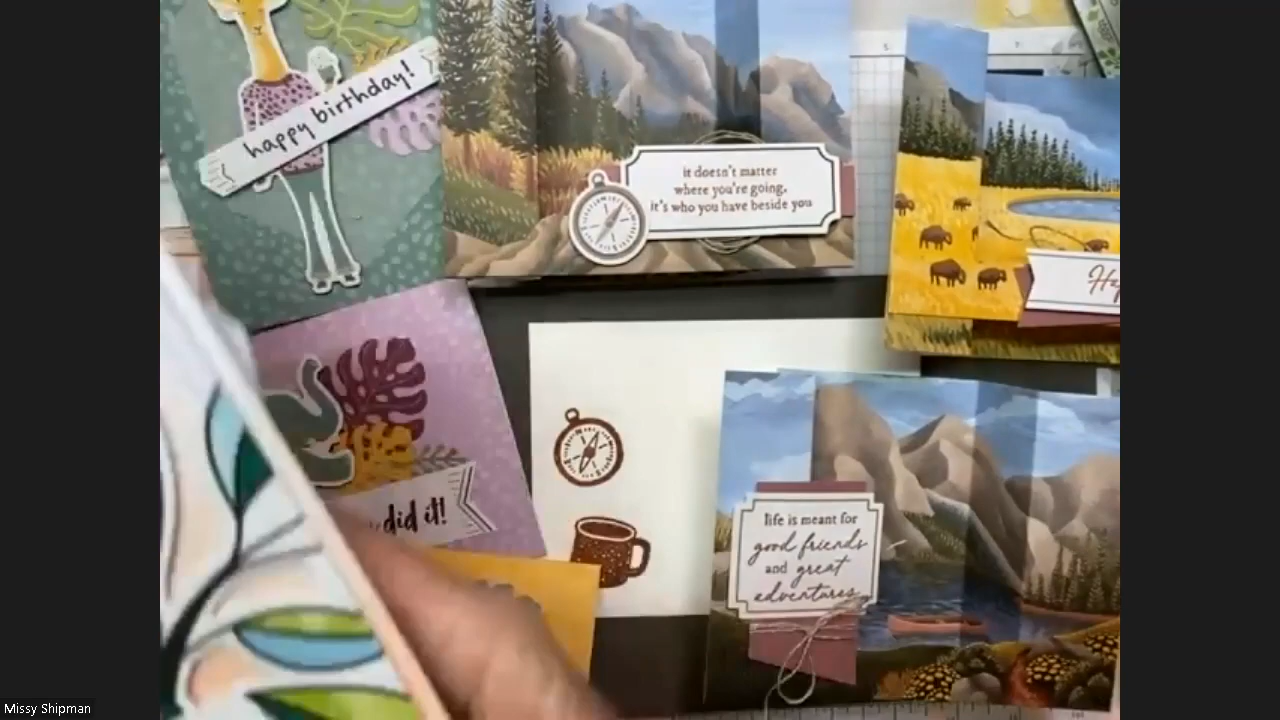 happy birthday!
it doesn't matter
where you're going,
it's who you have beside you
did it!
life is meant for
good friends
and great
adventures
Missy Shipman